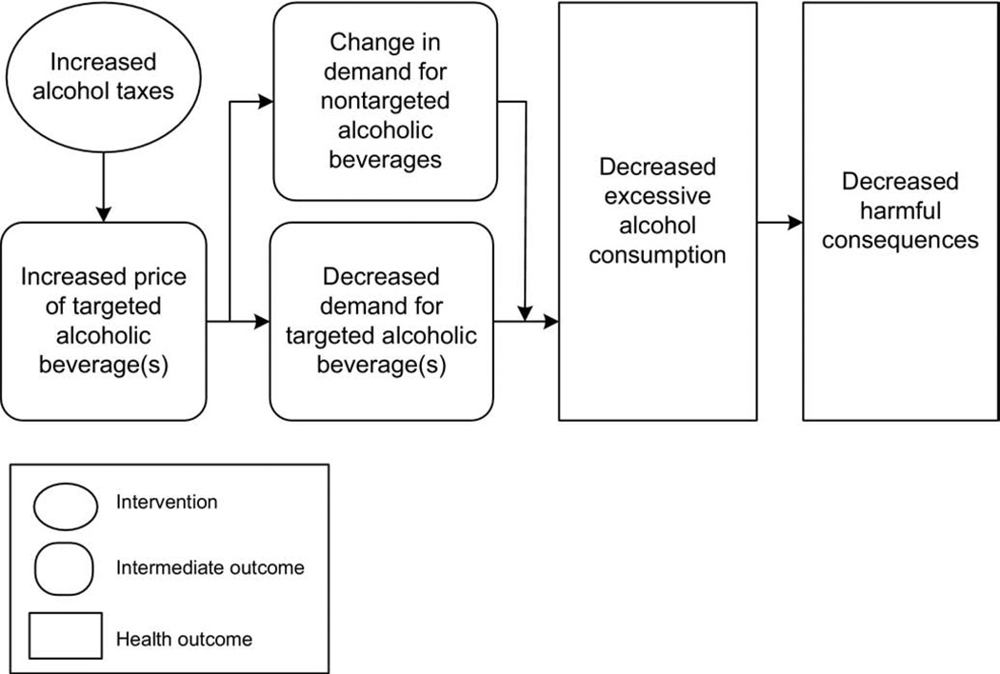 Increased
alcohol taxes
Change in
demand for
nontargeted
alcoholic
beverages
Increased price
of targeted
alcoholic
beverage(s)
Decreased
demand for
targeted alcoholic
beverage(s)
Decreased
excessive
alcohol
consumption
Decreased
harmful
consequences
Intervention
Intermediate outcome
Health outcome